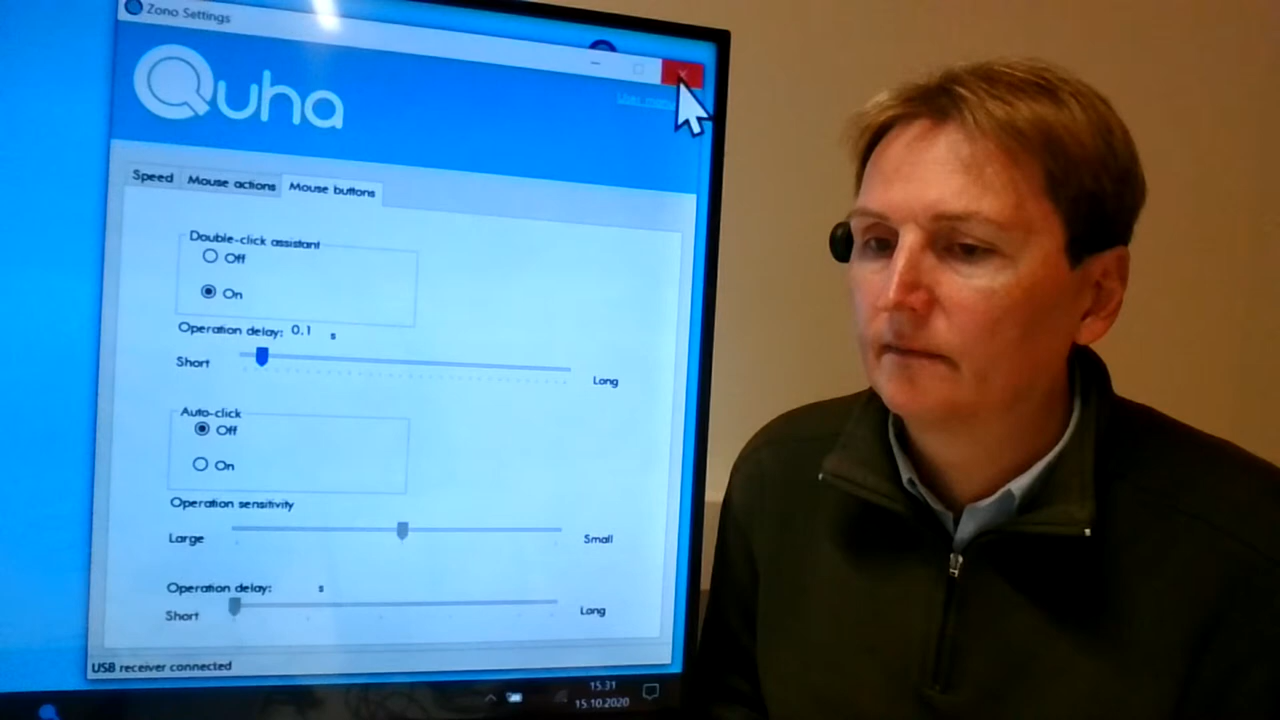 Zono Settings
Quha
User
Speed
Mouse actions
Mouse buttons
Double-click assistant
Off
On
Operation delay: 0.1 s
Short
Long
Auto-click
Off
On
Operation sensitivity
Large
Small
Operation delay: s
Short
Long
USB receiver connected
15.31
15.10.2020